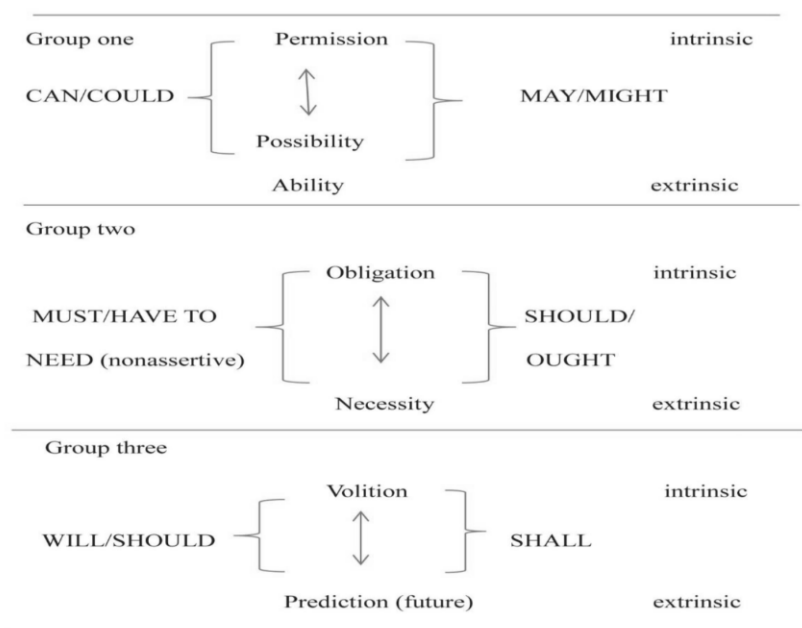 Group one Permission intrinsic
CAN/COULD MAY/MIGHT
Possibility
Ability extrinsic
Group two
Obligation intrinsic
MUST/HAVE TO SHOULD/
NEED (nonassertive) OUGHT
Necessity extrinsic
Group three
Volition intrinsic
WILL/SHOULD SHALL
Prediction (future) extrinsic